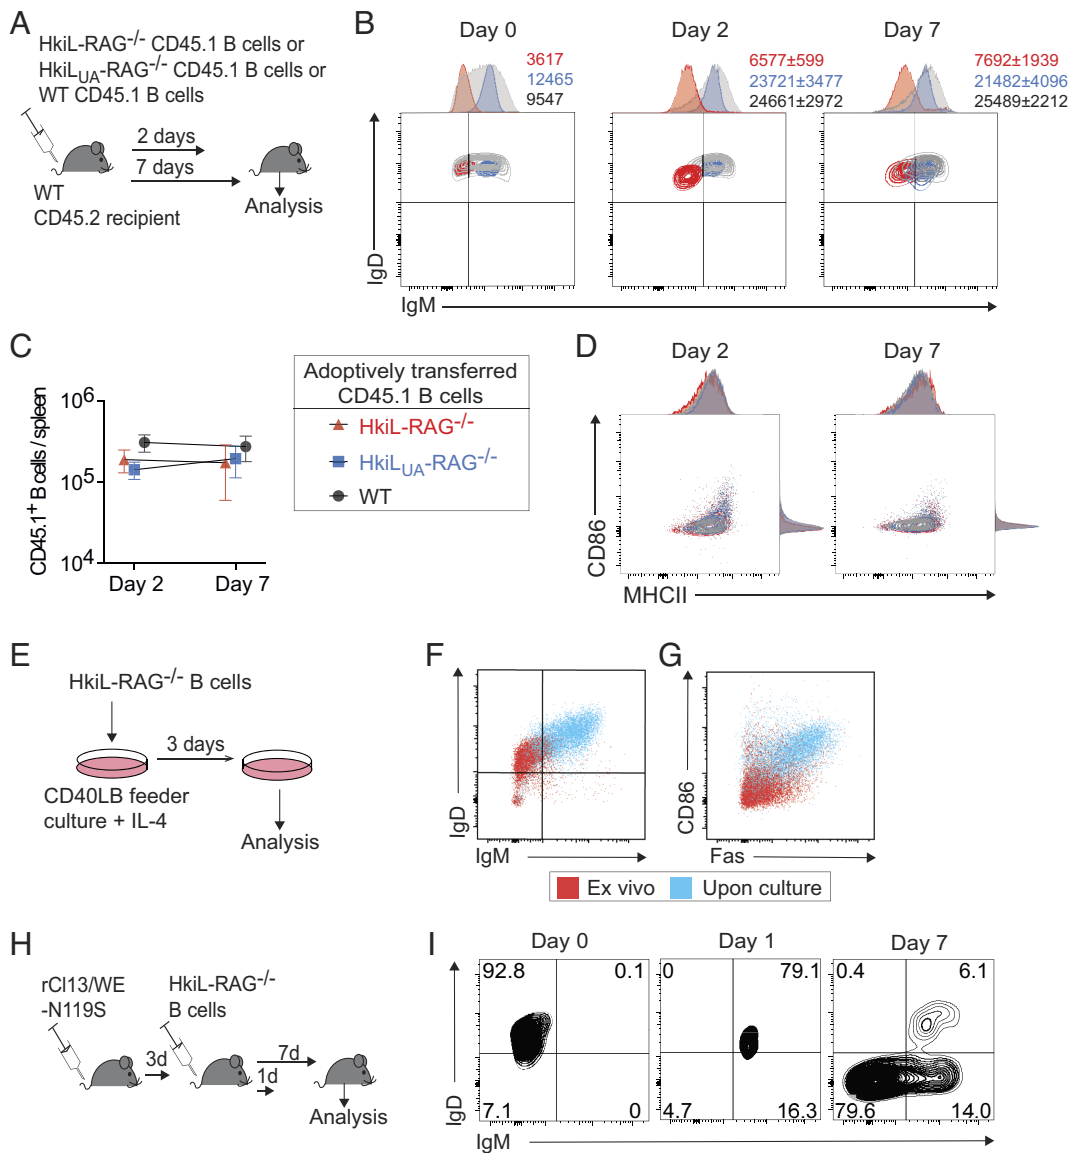 A
HkiL-RAG-/- CD45.1 B cells or
HkiLUA-RAG-/- CD45.1 B cells or
WT CD45.1 B cells
2 days
7 days
WT
CD45.2 recipient
Analysis
B
Day 0
Day 2
Day 7
3617
12465
9547
6577±599
23721±3477
24661±2972
7692±1939
21482±4096
25489±2212
IgD
IgM
C
CD45.1+ B cells / spleen
10^6
10^5
10^4
Day 2
Day 7
Adoptively transferred
CD45.1 B cells
HkiL-RAG-/-
HkiLUA-RAG-/-
WT
D
Day 2
Day 7
CD86
MHCII
E
HkiL-RAG-/- B cells
3 days
CD40LB feeder
culture + IL-4
Analysis
F
IgD
IgM
G
CD86
Fas
Ex vivo
Upon culture
H
rCl13/WE
-N119S
HkiL-RAG-/-
B cells
3d
7d
1d
Analysis
I
Day 0
Day 1
Day 7
92.8
0.1
7.1
0
0
79.1
4.7
16.3
0.4
6.1
79.6
14.0
IgD
IgM